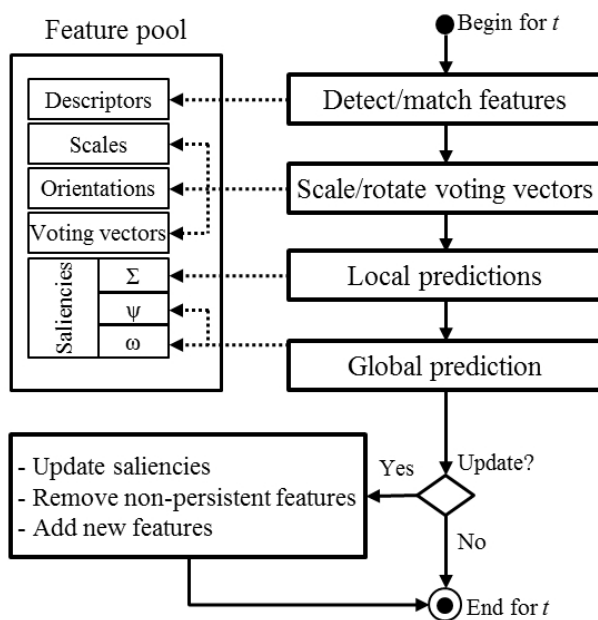 Feature pool
Begin for t
Descriptors
Detect/match features
Scales
Orientations
Scale/rotate voting vectors
Voting vectors
Saliencies
Σ
Local predictions
ψ
ω
Global prediction
- Update saliencies
- Remove non-persistent features
- Add new features
Yes
Update?
No
End for t